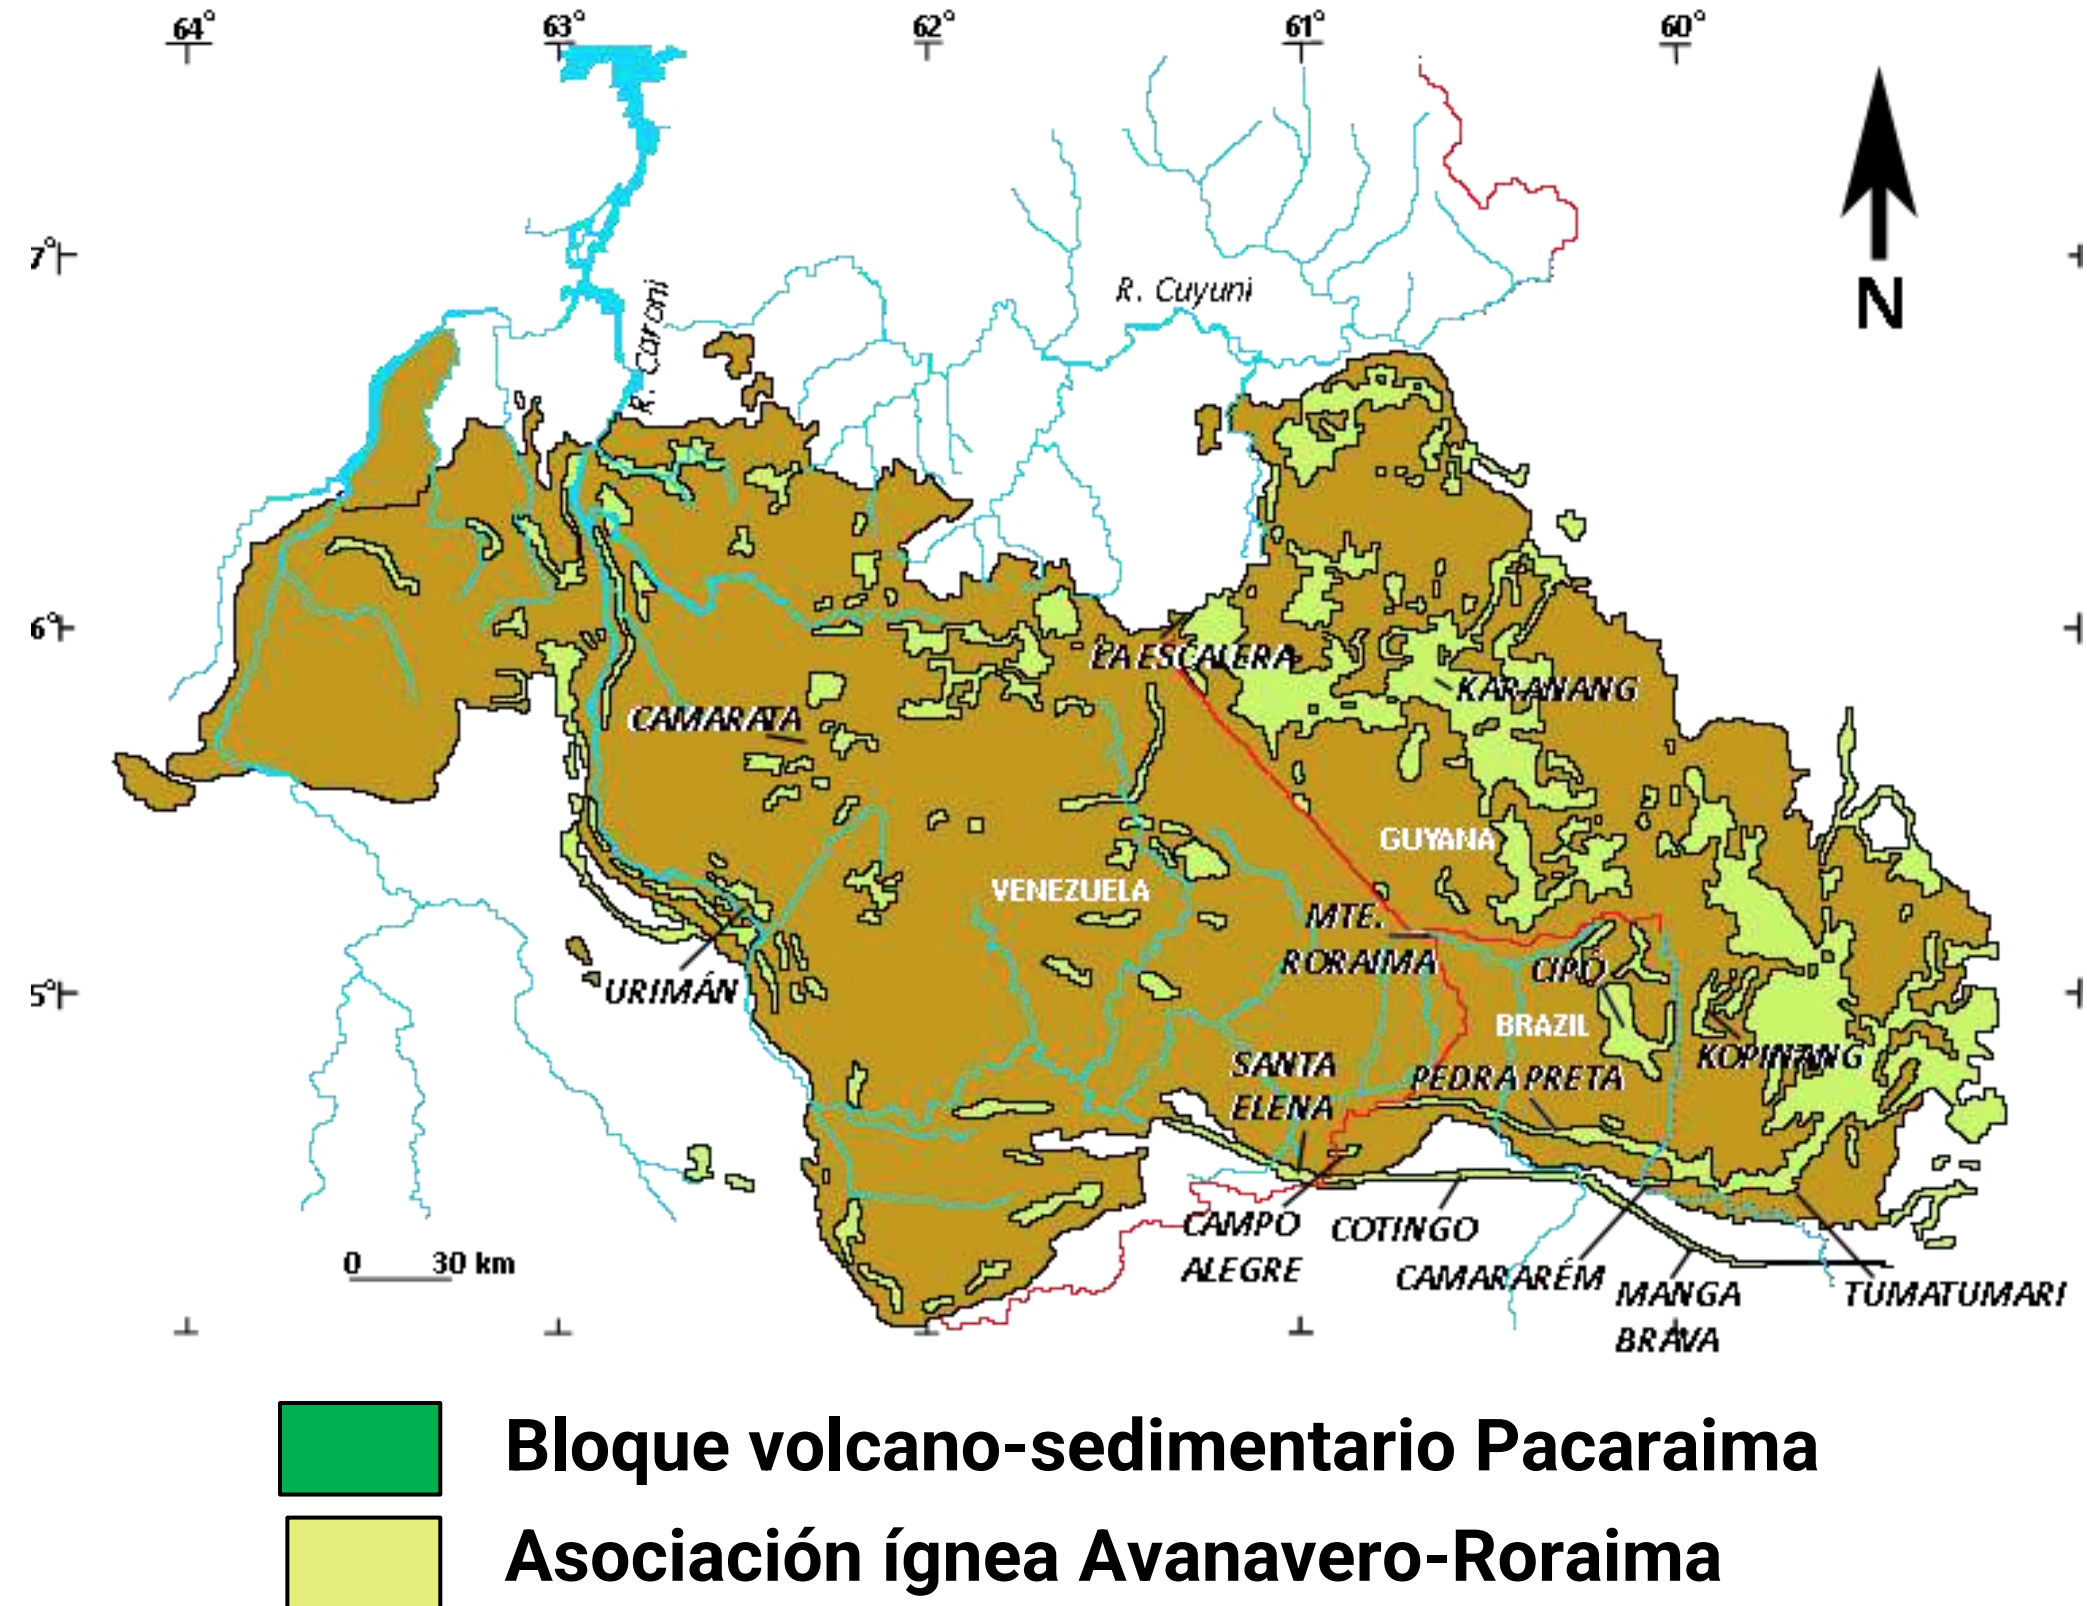 64° 63° 62° 61° 60°
7°
R. Caroni
R. Cuyuni
N
6°
LA ESCALERA
KARANANG
CAMARATA
GUYANA
VENEZUELA
MTE.
RORAIMA
CIPÓ
URIMÁN
5°
BRAZIL
KOPINANG
SANTA
ELENA
PEDRA PRETA
CAMPO
ALEGRE
COTINGO
CAMARARÉM
MANGA
BRAVA
TUMATUMARI
0 30 km
Bloque volcano-sedimentario Pacaraima
Asociación ígnea Avanavero-Roraima